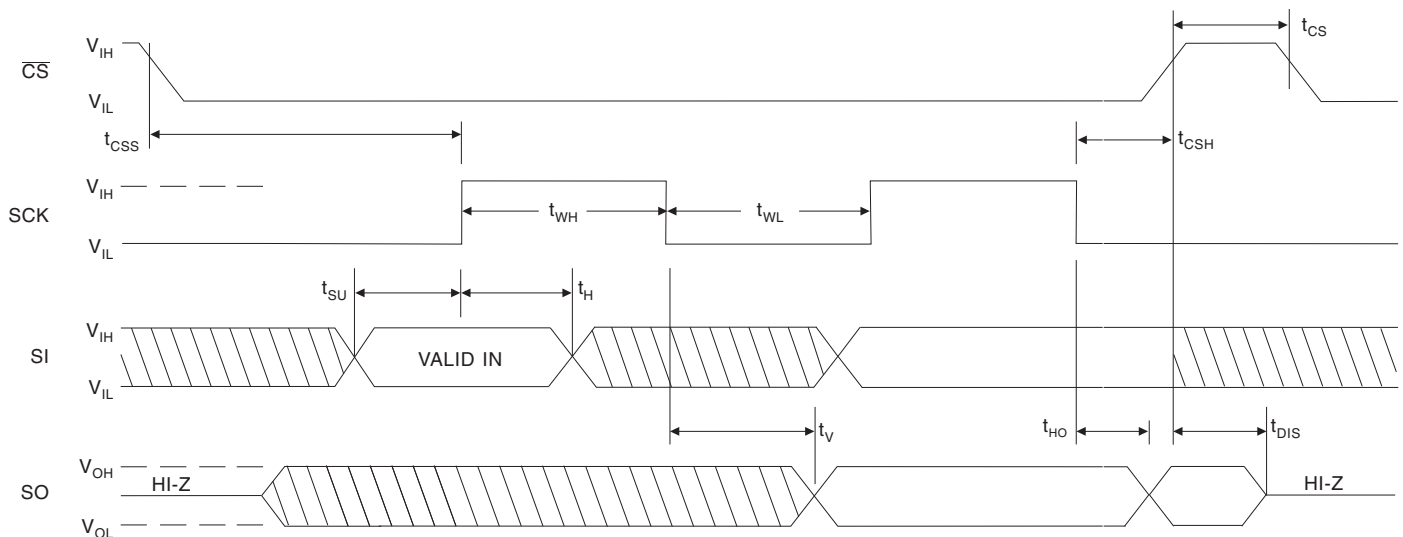 V_IH
t_CS
C̅S̅
V_IL
t_CSS
t_CSH
V_IH
SCK
t_WH
t_WL
V_IL
t_SU
t_H
V_IH
SI
VALID IN
V_IL
t_V
t_HO
t_DIS
V_OH
SO
HI-Z
HI-Z
V_OL